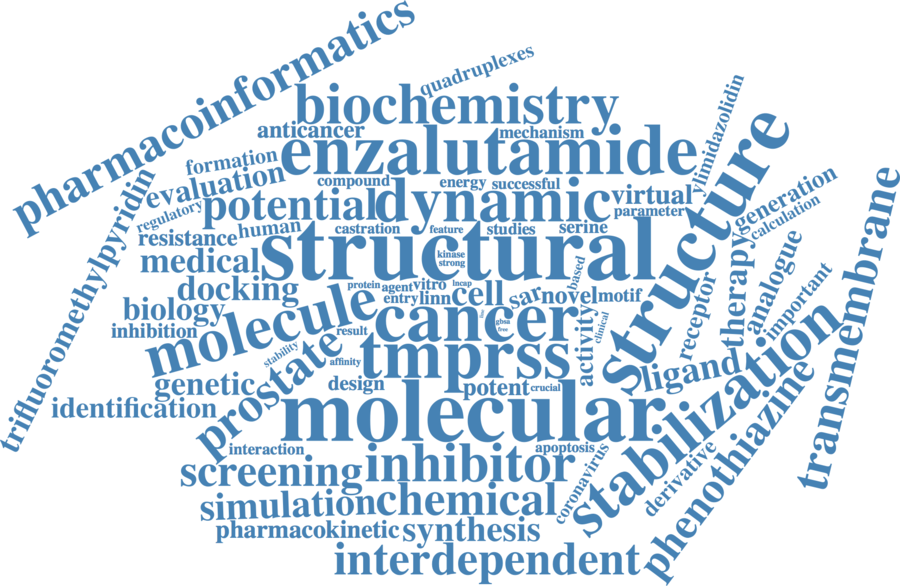 pharmacoinformatics
quadruplexes
biochemistry
anticancer
mechanism
enzalutamide
ylimidazolidin
formation
evaluation
compound
energy
successful
virtual
structure
generation
regulatory
potential
dynamic
parameter
calculation
trifluoromethylpyridin
resistance
human
castration
feature
studies
serine
transmembrane
medical
structural
kinase
strong
therapy
analogue
docking
protein
agent
vitro
lncap
based
receptor
important
biology
molecule
entry
linn
cell
sar
novel
motif
inhibition
result
cancer
gbsa
free
activity
clinical
stability
affinity
tmprss
ligand
stabilization
genetic
prostate
design
potent
crucial
identification
molecular
phenothiazine
interaction
apoptosis
screening
inhibitor
coronavirus
derivative
simulation
chemical
pharmacokinetic
synthesis
interdependent